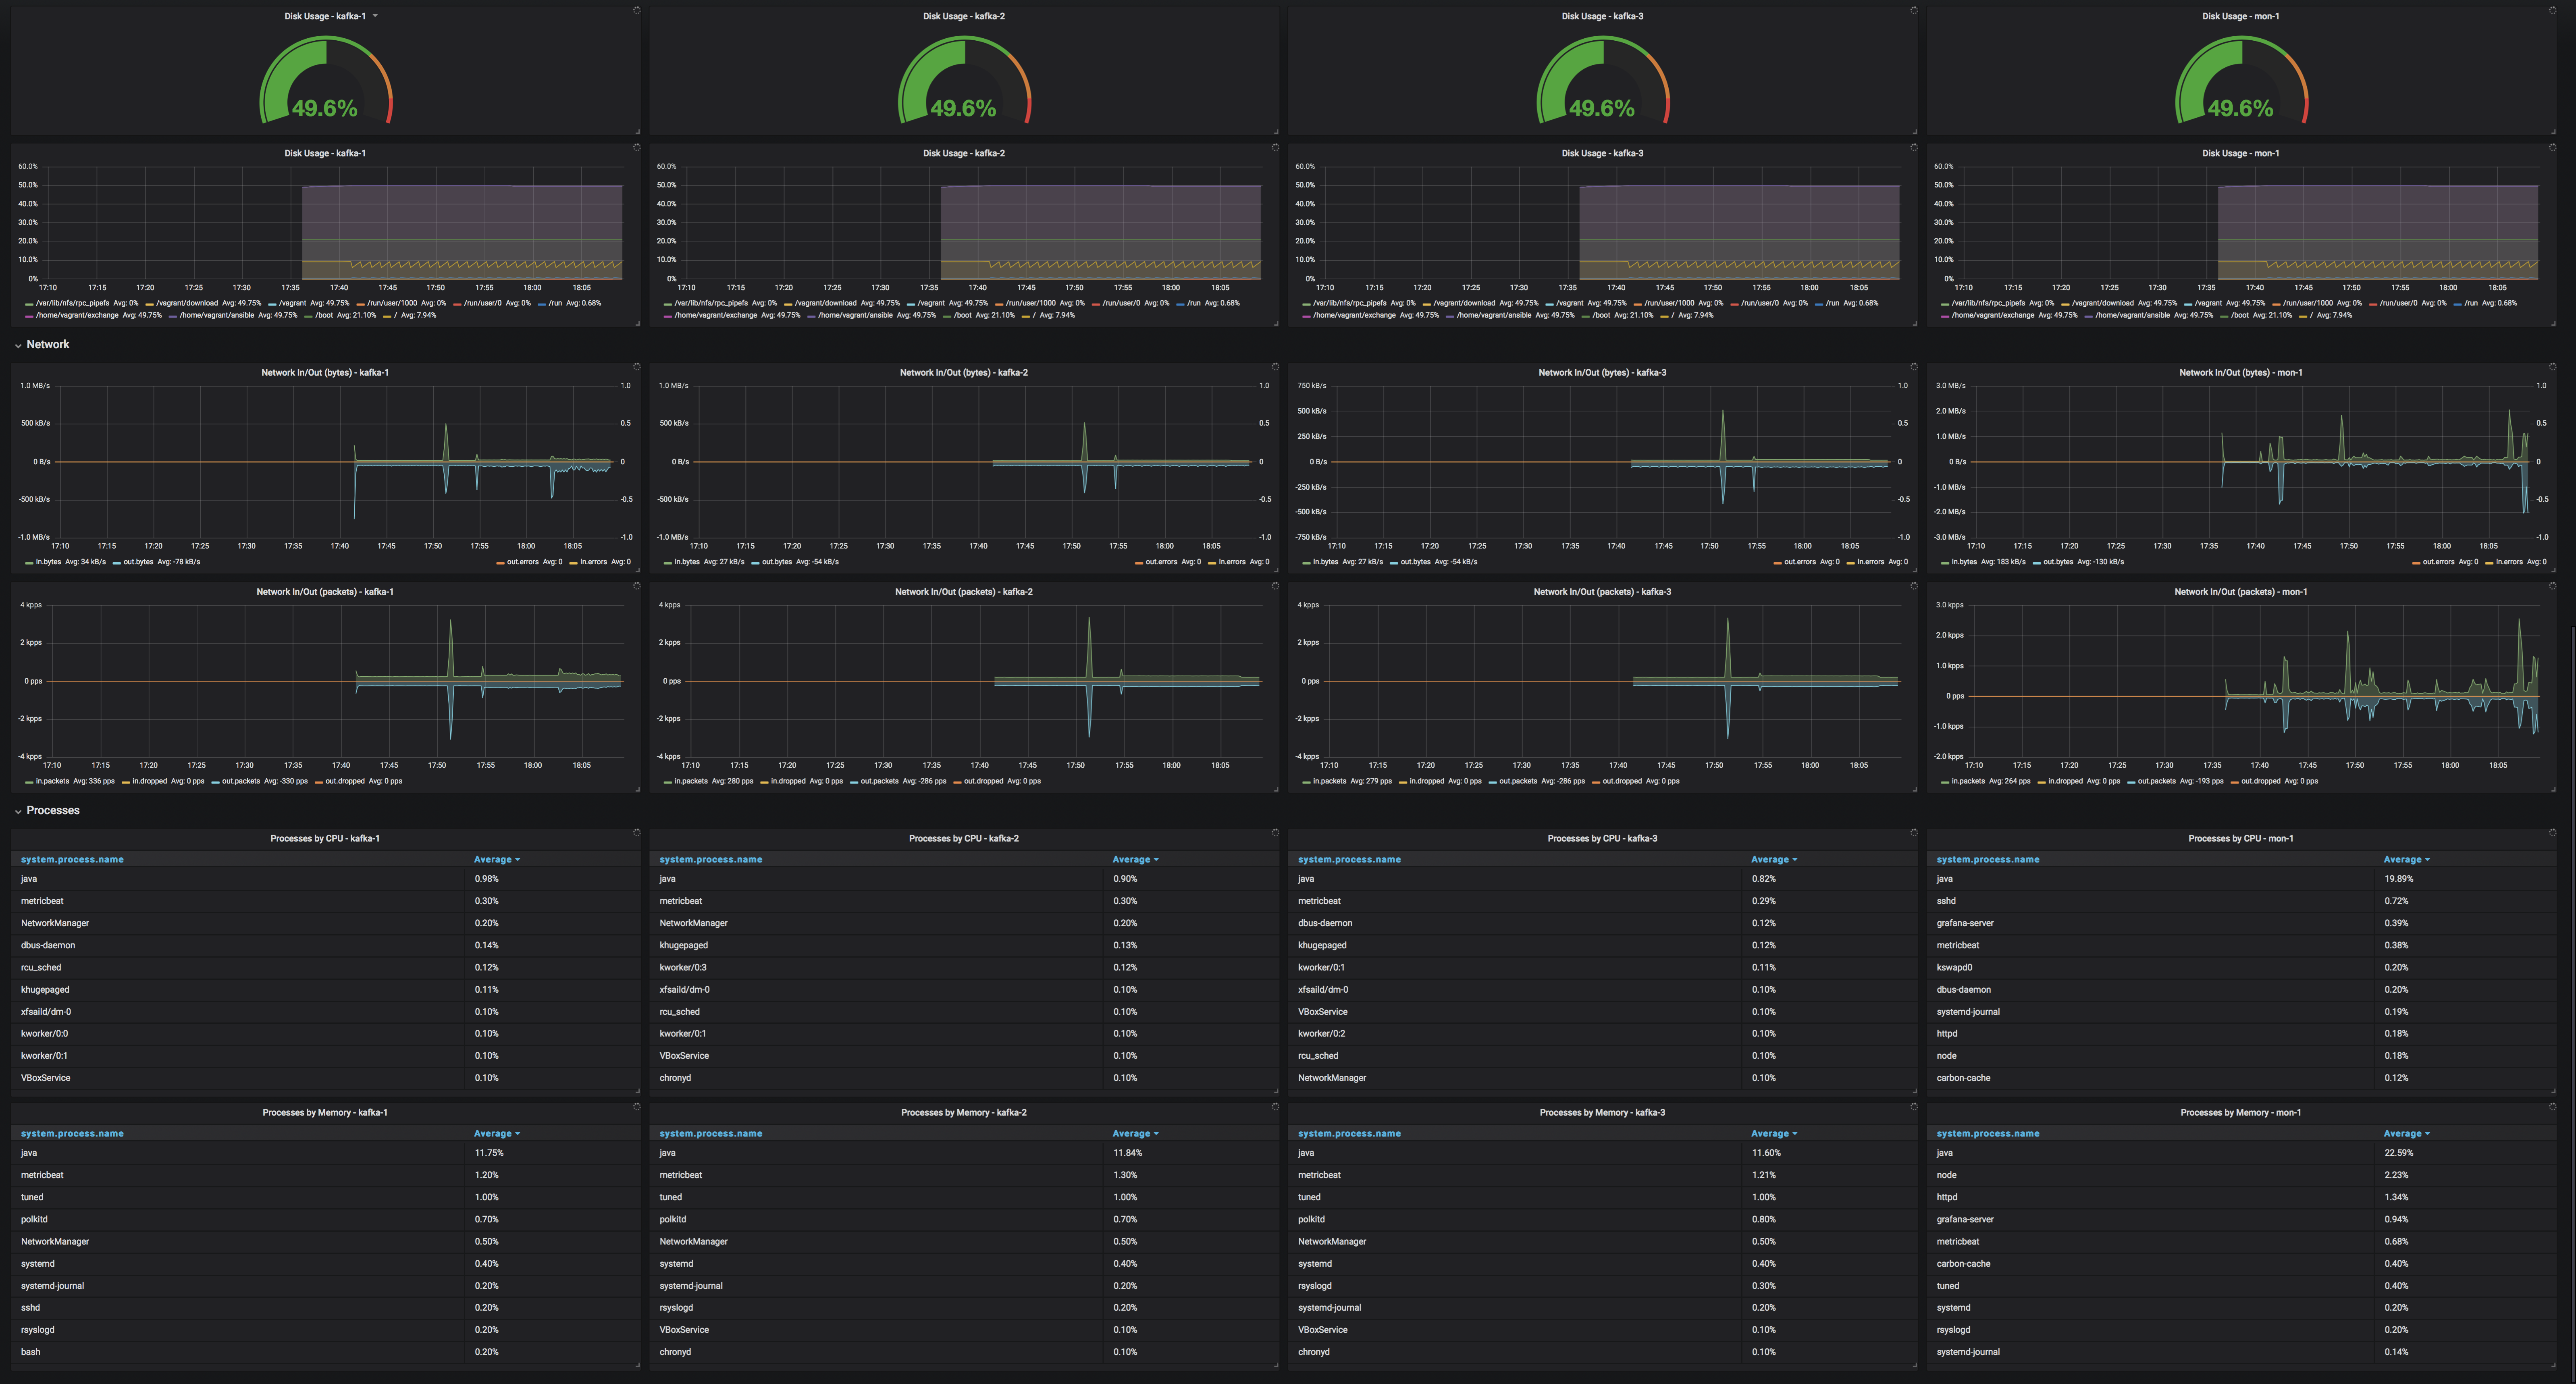 Disk Usage - kafka-1
49.6%
Disk Usage - kafka-2
49.6%
Disk Usage - kafka-3
49.6%
Disk Usage - mon-1
49.6%
Disk Usage - kafka-1
60.0%
50.0%
40.0%
30.0%
20.0%
10.0%
0%
17:10 17:15 17:20 17:25 17:30 17:35 17:40 17:45 17:50 17:55 18:00 18:05
/var/lib/nfs/rpc_pipefs Avg: 0% /vagrant/download Avg: 49.75% /vagrant Avg: 49.75% /run/user/1000 Avg: 0% /run/user/0 Avg: 0% /run Avg: 0.68%
/home/vagrant/exchange Avg: 49.75% /home/vagrant/ansible Avg: 49.75% /boot Avg: 21.10% / Avg: 7.94%
Disk Usage - kafka-2
60.0%
50.0%
40.0%
30.0%
20.0%
10.0%
0%
17:10 17:15 17:20 17:25 17:30 17:35 17:40 17:45 17:50 17:55 18:00 18:05
/var/lib/nfs/rpc_pipefs Avg: 0% /vagrant/download Avg: 49.75% /vagrant Avg: 49.75% /run/user/1000 Avg: 0% /run/user/0 Avg: 0% /run Avg: 0.68%
/home/vagrant/exchange Avg: 49.75% /home/vagrant/ansible Avg: 49.75% /boot Avg: 21.10% / Avg: 7.94%
Disk Usage - kafka-3
60.0%
50.0%
40.0%
30.0%
20.0%
10.0%
0%
17:10 17:15 17:20 17:25 17:30 17:35 17:40 17:45 17:50 17:55 18:00 18:05
/var/lib/nfs/rpc_pipefs Avg: 0% /vagrant/download Avg: 49.75% /vagrant Avg: 49.75% /run/user/1000 Avg: 0% /run/user/0 Avg: 0% /run Avg: 0.68%
/home/vagrant/exchange Avg: 49.75% /home/vagrant/ansible Avg: 49.75% /boot Avg: 21.10% / Avg: 7.94%
Disk Usage - mon-1
60.0%
50.0%
40.0%
30.0%
20.0%
10.0%
0%
17:10 17:15 17:20 17:25 17:30 17:35 17:40 17:45 17:50 17:55 18:00 18:05
/var/lib/nfs/rpc_pipefs Avg: 0% /vagrant/download Avg: 49.75% /vagrant Avg: 49.75% /run/user/1000 Avg: 0% /run/user/0 Avg: 0% /run Avg: 0.68%
/home/vagrant/exchange Avg: 49.75% /home/vagrant/ansible Avg: 49.75% /boot Avg: 21.10% / Avg: 7.94%
Network
Network In/Out (bytes) - kafka-1
1.0 MB/s 1.0
500 kB/s 0.5
0 B/s 0
-500 kB/s -0.5
-1.0 MB/s -1.0
17:10 17:15 17:20 17:25 17:30 17:35 17:40 17:45 17:50 17:55 18:00 18:05
in.bytes Avg: 34 kB/s out.bytes Avg: -78 kB/s out.errors Avg: 0 in.errors Avg: 0
Network In/Out (bytes) - kafka-2
1.0 MB/s 1.0
500 kB/s 0.5
0 B/s 0
-500 kB/s -0.5
-1.0 MB/s -1.0
17:10 17:15 17:20 17:25 17:30 17:35 17:40 17:45 17:50 17:55 18:00 18:05
in.bytes Avg: 27 kB/s out.bytes Avg: -54 kB/s out.errors Avg: 0 in.errors Avg: 0
Network In/Out (bytes) - kafka-3
750 kB/s 1.0
500 kB/s 0.5
250 kB/s
0 B/s 0
-250 kB/s
-500 kB/s -0.5
-750 kB/s -1.0
17:10 17:15 17:20 17:25 17:30 17:35 17:40 17:45 17:50 17:55 18:00 18:05
in.bytes Avg: 27 kB/s out.bytes Avg: -54 kB/s out.errors Avg: 0 in.errors Avg: 0
Network In/Out (bytes) - mon-1
3.0 MB/s 1.0
2.0 MB/s 0.5
1.0 MB/s
0 B/s 0
-1.0 MB/s
-2.0 MB/s -0.5
-3.0 MB/s -1.0
17:10 17:15 17:20 17:25 17:30 17:35 17:40 17:45 17:50 17:55 18:00 18:05
in.bytes Avg: 183 kB/s out.bytes Avg: -130 kB/s out.errors Avg: 0 in.errors Avg: 0
Network In/Out (packets) - kafka-1
4 kpps
2 kpps
0 pps
-2 kpps
-4 kpps
17:10 17:15 17:20 17:25 17:30 17:35 17:40 17:45 17:50 17:55 18:00 18:05
in.packets Avg: 336 pps in.dropped Avg: 0 pps out.packets Avg: -330 pps out.dropped Avg: 0 pps
Network In/Out (packets) - kafka-2
4 kpps
2 kpps
0 pps
-2 kpps
-4 kpps
17:10 17:15 17:20 17:25 17:30 17:35 17:40 17:45 17:50 17:55 18:00 18:05
in.packets Avg: 280 pps in.dropped Avg: 0 pps out.packets Avg: -286 pps out.dropped Avg: 0 pps
Network In/Out (packets) - kafka-3
4 kpps
2 kpps
0 pps
-2 kpps
-4 kpps
17:10 17:15 17:20 17:25 17:30 17:35 17:40 17:45 17:50 17:55 18:00 18:05
in.packets Avg: 279 pps in.dropped Avg: 0 pps out.packets Avg: -286 pps out.dropped Avg: 0 pps
Network In/Out (packets) - mon-1
3.0 kpps
2.0 kpps
1.0 kpps
0 pps
-1.0 kpps
-2.0 kpps
17:10 17:15 17:20 17:25 17:30 17:35 17:40 17:45 17:50 17:55 18:00 18:05
in.packets Avg: 264 pps in.dropped Avg: 0 pps out.packets Avg: -193 pps out.dropped Avg: 0 pps
Processes
Processes by CPU - kafka-1
system.process.name Average
java 0.98%
metricbeat 0.30%
NetworkManager 0.20%
dbus-daemon 0.14%
rcu_sched 0.12%
khugepaged 0.11%
xfsaild/dm-0 0.10%
kworker/0:0 0.10%
kworker/0:1 0.10%
VBoxService 0.10%
Processes by CPU - kafka-2
system.process.name Average
java 0.90%
metricbeat 0.30%
NetworkManager 0.20%
khugepaged 0.13%
kworker/0:3 0.12%
xfsaild/dm-0 0.10%
rcu_sched 0.10%
kworker/0:1 0.10%
VBoxService 0.10%
chronyd 0.10%
Processes by CPU - kafka-3
system.process.name Average
java 0.82%
metricbeat 0.29%
dbus-daemon 0.12%
khugepaged 0.12%
kworker/0:1 0.11%
xfsaild/dm-0 0.10%
VBoxService 0.10%
kworker/0:2 0.10%
rcu_sched 0.10%
NetworkManager 0.10%
Processes by CPU - mon-1
system.process.name Average
java 19.89%
sshd 0.72%
grafana-server 0.39%
metricbeat 0.38%
kswapd0 0.20%
dbus-daemon 0.20%
systemd-journal 0.19%
httpd 0.18%
node 0.18%
carbon-cache 0.12%
Processes by Memory - kafka-1
system.process.name Average
java 11.75%
metricbeat 1.20%
tuned 1.00%
polkitd 0.70%
NetworkManager 0.50%
systemd 0.40%
systemd-journal 0.20%
sshd 0.20%
rsyslogd 0.20%
bash 0.20%
Processes by Memory - kafka-2
system.process.name Average
java 11.84%
metricbeat 1.30%
tuned 1.00%
polkitd 0.70%
NetworkManager 0.50%
systemd 0.40%
systemd-journal 0.20%
rsyslogd 0.20%
VBoxService 0.10%
chronyd 0.10%
Processes by Memory - kafka-3
system.process.name Average
java 11.60%
metricbeat 1.21%
tuned 1.00%
polkitd 0.80%
NetworkManager 0.50%
systemd 0.40%
rsyslogd 0.30%
systemd-journal 0.20%
VBoxService 0.10%
chronyd 0.10%
Processes by Memory - mon-1
system.process.name Average
java 22.59%
node 2.23%
httpd 1.34%
grafana-server 0.94%
metricbeat 0.68%
carbon-cache 0.40%
tuned 0.40%
systemd 0.20%
rsyslogd 0.20%
systemd-journal 0.14%